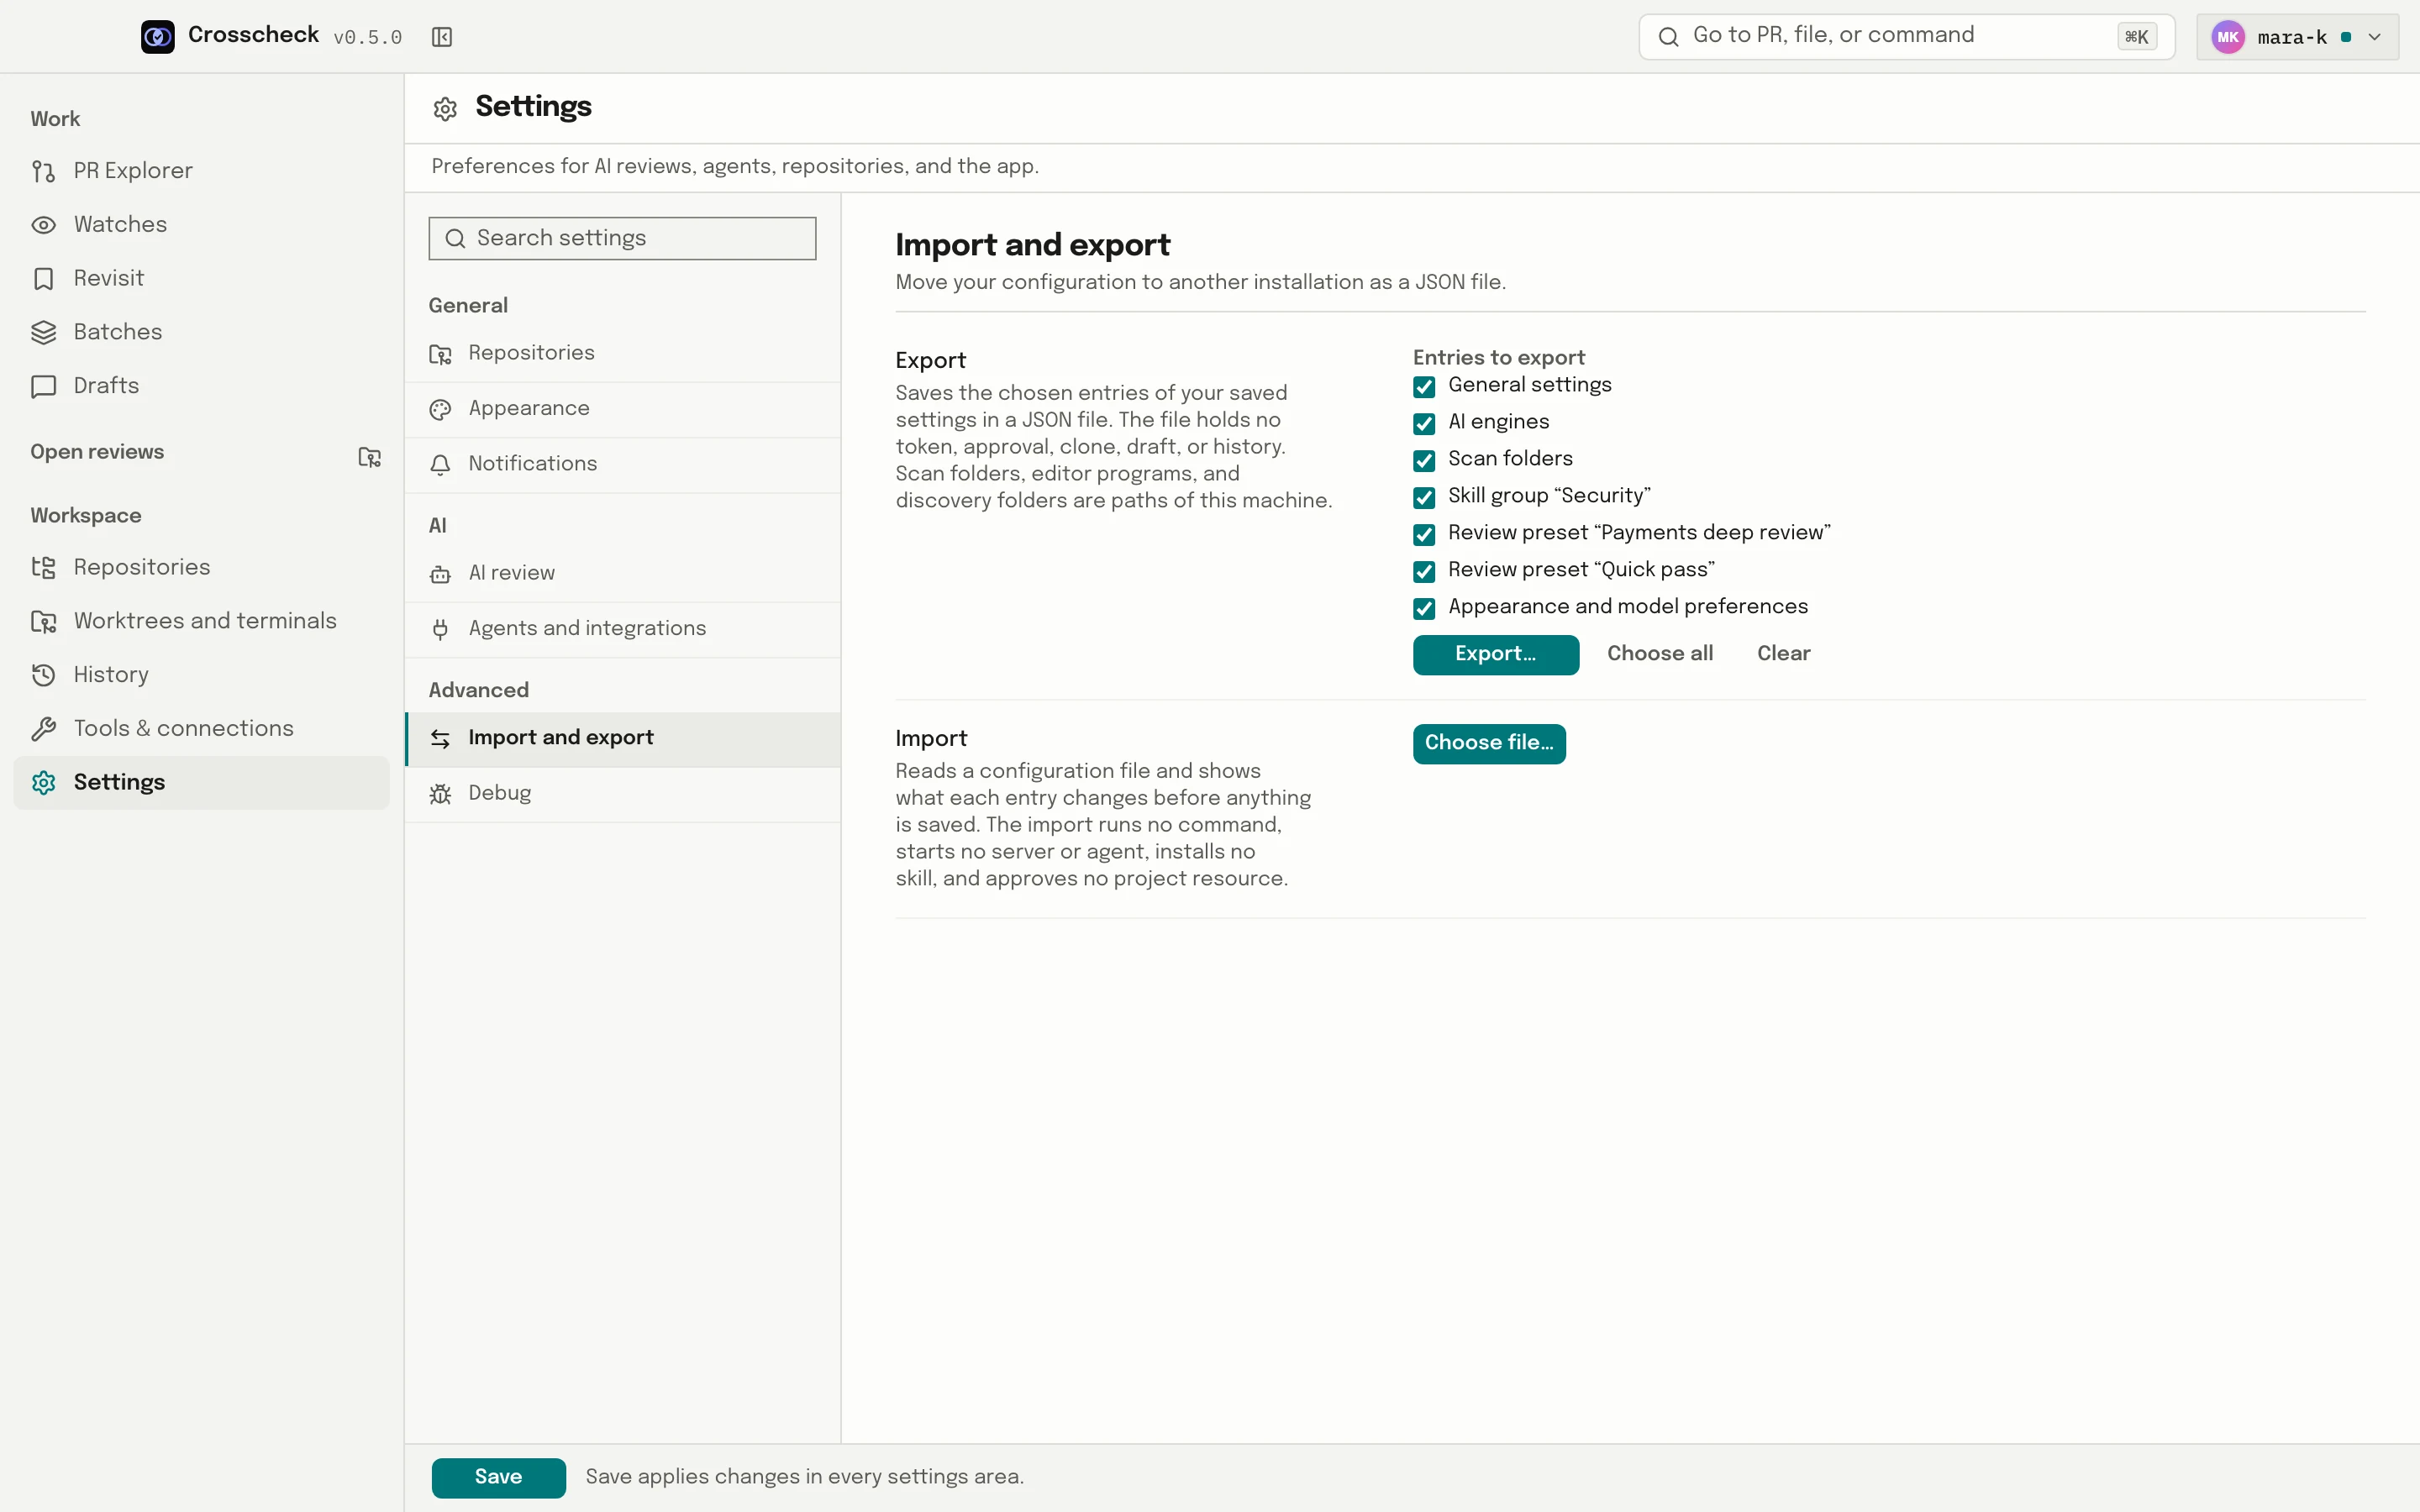 Crosscheck v0.5.0
Go to PR, file, or command
⌘K
MK
mara-k
Work
PR Explorer
Watches
Revisit
Batches
Drafts
Open reviews
Workspace
Repositories
Worktrees and terminals
History
Tools & connections
Settings
Settings
Preferences for AI reviews, agents, repositories, and the app.
Search settings
General
Repositories
Appearance
Notifications
AI
AI review
Agents and integrations
Advanced
Import and export
Debug
Import and export
Move your configuration to another installation as a JSON file.
Export
Saves the chosen entries of your saved
settings in a JSON file. The file holds no
token, approval, clone, draft, or history.
Scan folders, editor programs, and
discovery folders are paths of this machine.
Entries to export
General settings
AI engines
Scan folders
Skill group “Security”
Review preset “Payments deep review”
Review preset “Quick pass”
Appearance and model preferences
Export…
Choose all
Clear
Import
Reads a configuration file and shows
what each entry changes before anything
is saved. The import runs no command,
starts no server or agent, installs no
skill, and approves no project resource.
Choose file…
Save
Save applies changes in every settings area.